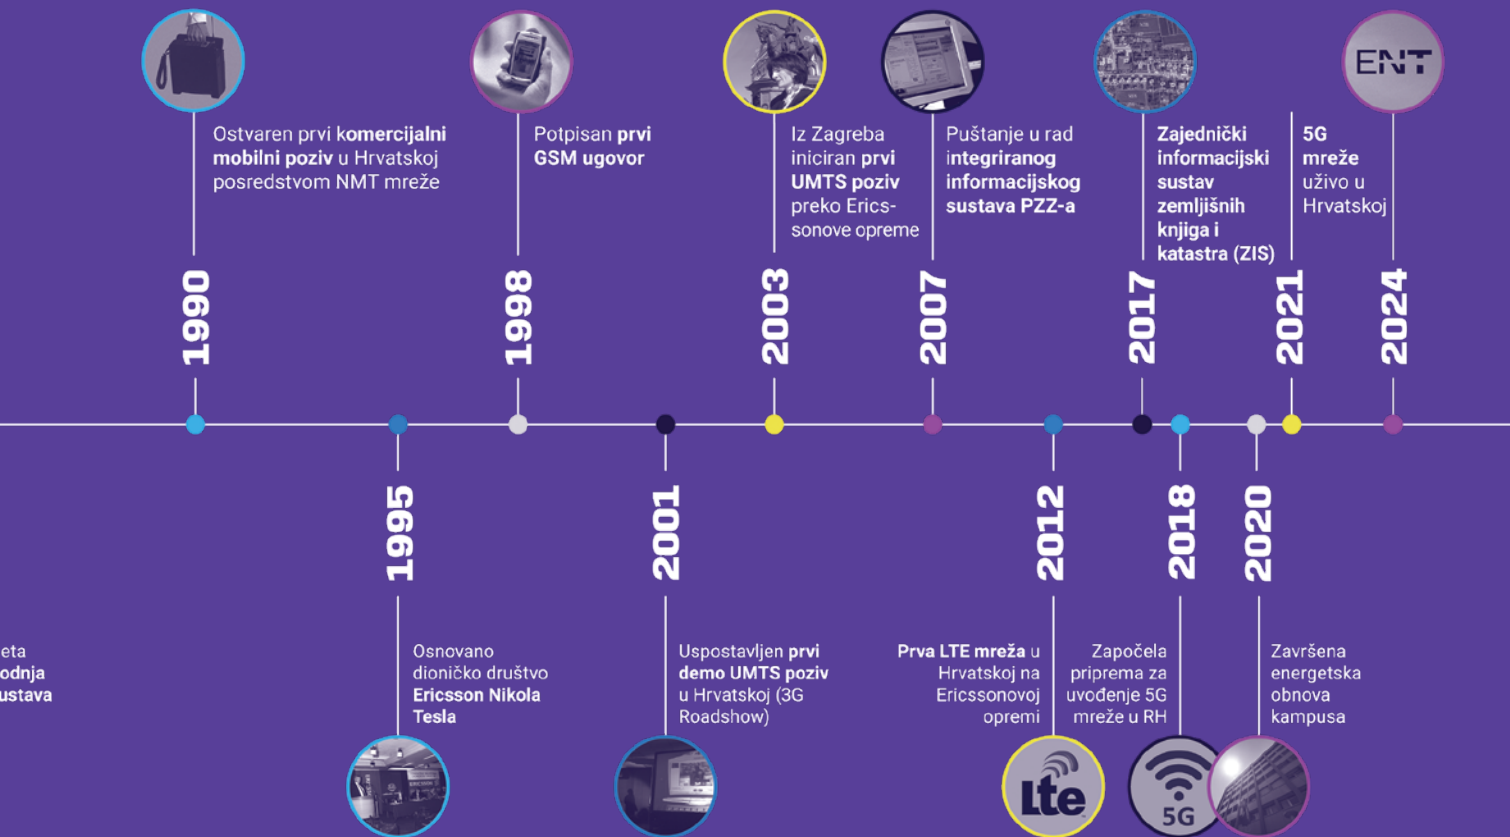 Ostvaren prvi komercijalni
mobilni poziv u Hrvatskoj
posredstvom NMT mreže
1990
Potpisan prvi
GSM ugovor
1998
Iz Zagreba
iniciran prvi
UMTS poziv
preko Erics-
sonove opreme
2003
Puštanje u rad
integriranog
informacijskog
sustava PZZ-a
2007
Zajednički
informacijski
sustav
zemljišnih
knjiga i
katastra (ZIS)
2017
5G
mreže
uživo u
Hrvatskoj
2021
ENT
2024
eta
odnja
ustava
1995
Osnovano
dioničko društvo
Ericsson Nikola
Tesla
2001
Uspostavljen prvi
demo UMTS poziv
u Hrvatskoj (3G
Roadshow)
2012
Prva LTE mreža u
Hrvatskoj na
Ericssonovoj
opremi
Lte
2018
Započela
priprema za
uvođenje 5G
mreže u RH
5G
2020
Završena
energetska
obnova
kampusa